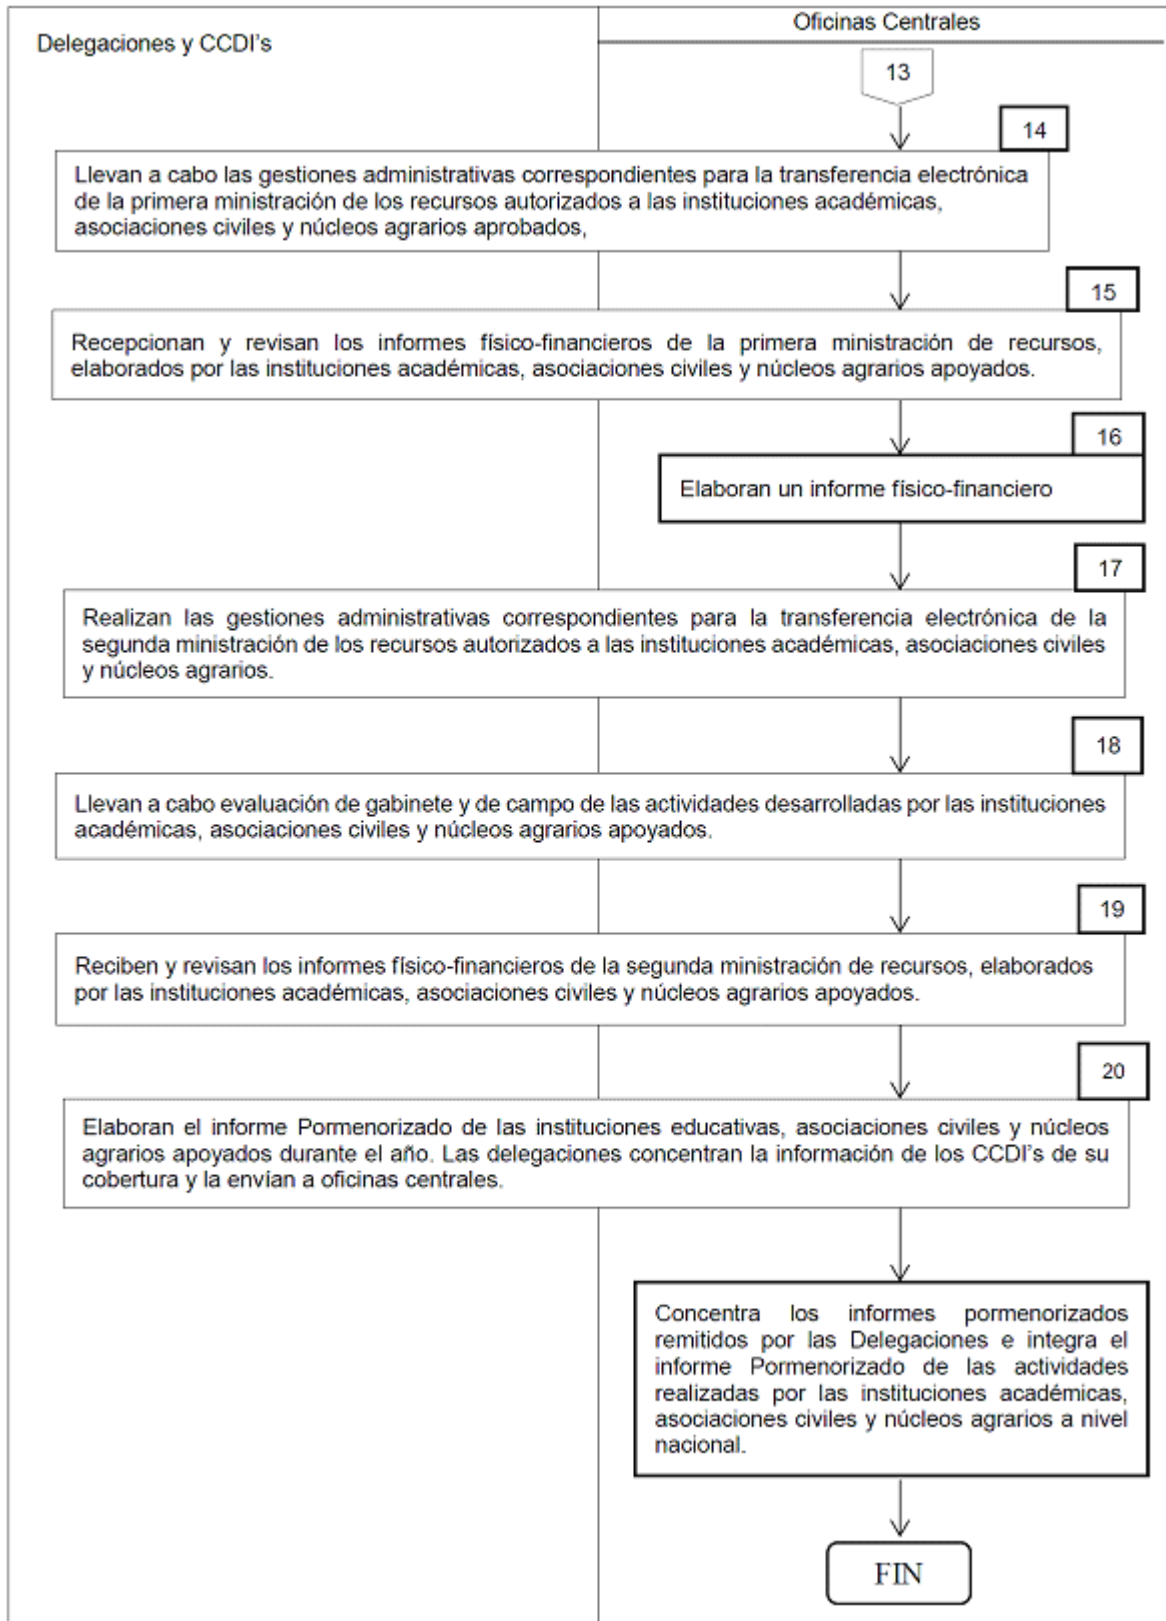 Oficinas Centrales
Delegaciones y CCDI's
13
14
Llevan a cabo las gestiones administrativas correspondientes para la transferencia electrónica
de la primera ministración de los recursos autorizados a las instituciones académicas,
asociaciones civiles y núcleos agrarios aprobados,
15
Recepcionan y revisan los informes físico-financieros de la primera ministración de recursos,
elaborados por las instituciones académicas, asociaciones civiles y núcleos agrarios apoyados.
16
Elaboran un informe físico-financiero
17
Realizan las gestiones administrativas correspondientes para la transferencia electrónica de la
segunda ministración de los recursos autorizados a las instituciones académicas, asociaciones civiles
y núcleos agrarios.
18
Llevan a cabo evaluación de gabinete y de campo de las actividades desarrolladas por las instituciones
académicas, asociaciones civiles y núcleos agrarios apoyados.
19
Reciben y revisan los informes físico-financieros de la segunda ministración de recursos, elaborados
por las instituciones académicas, asociaciones civiles y núcleos agrarios apoyados.
20
Elaboran el informe Pormenorizado de las instituciones educativas, asociaciones civiles y núcleos
agrarios apoyados durante el año. Las delegaciones concentran la información de los CCDI's de su
cobertura y la envían a oficinas centrales.
Concentra los informes pormenorizados
remitidos por las Delegaciones e integra el
informe Pormenorizado de las actividades
realizadas por las instituciones académicas,
asociaciones civiles y núcleos agrarios a nivel
nacional.
FIN